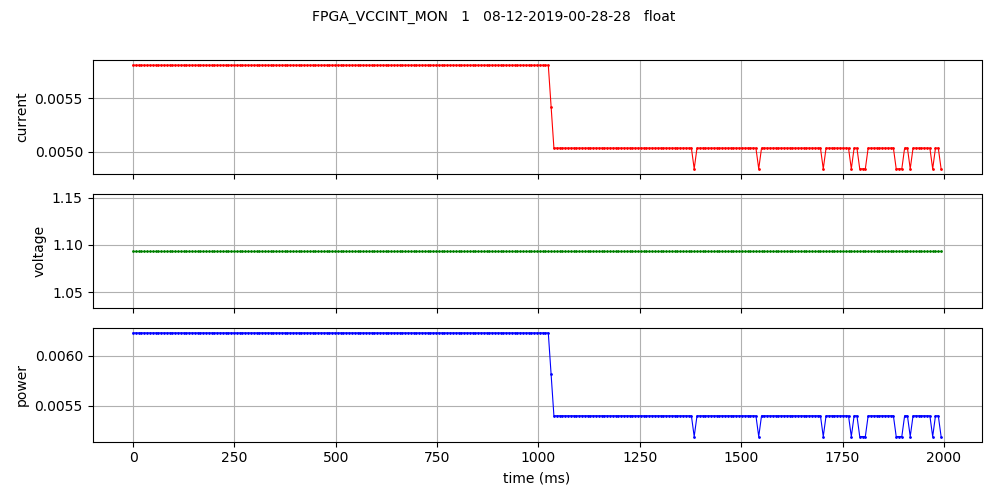 FPGA_VCCINT_MON 1 08-12-2019-00-28-28 float
0.0055
0.0050
current
1.15
1.10
1.05
voltage
0.0060
0.0055
power
0 250 500 750 1000 1250 1500 1750 2000
time (ms)